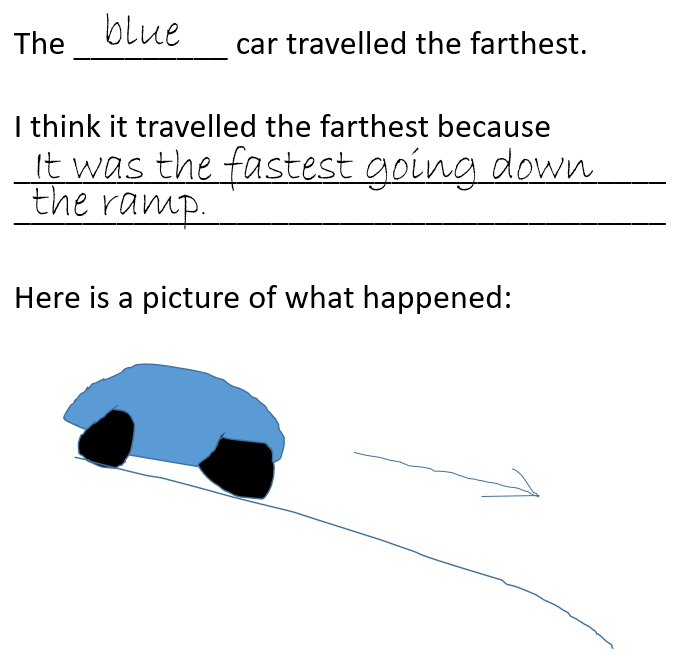 The blue car travelled the farthest.
I think it travelled the farthest because
It was the fastest going down
the ramp.
Here is a picture of what happened: